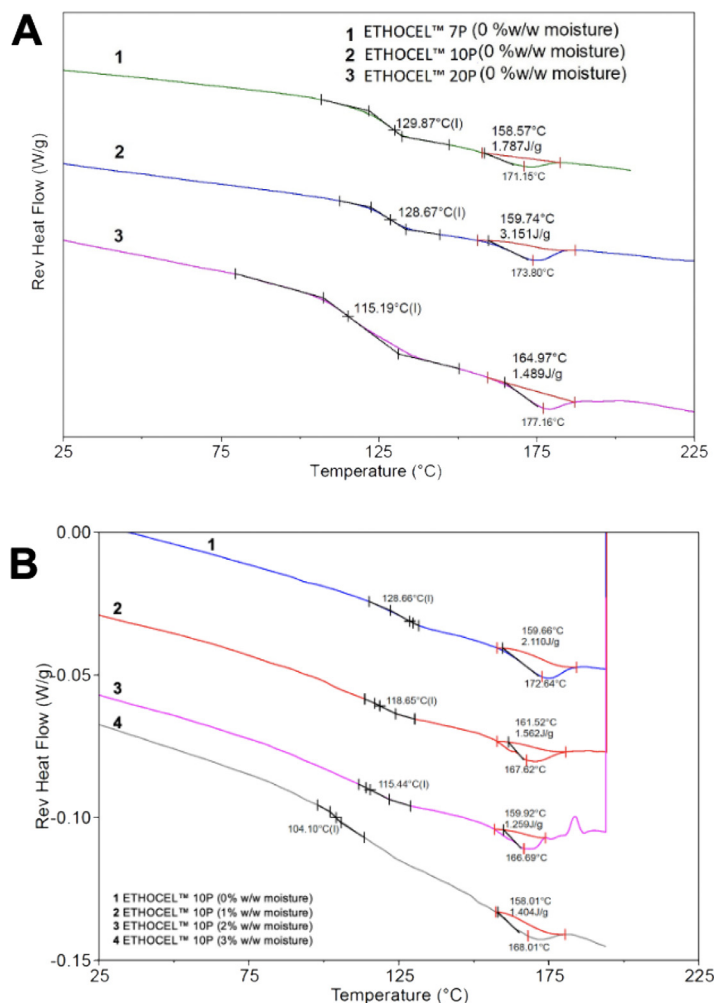 A
1 ETHOCEL™ 7P (0 %w/w moisture)
2 ETHOCEL™ 10P (0 %w/w moisture)
3 ETHOCEL™ 20P (0 %w/w moisture)
1
129.87°C(I)
158.57°C
1.787J/g
171.15°C
2
128.67°C(I)
159.74°C
3.151J/g
173.80°C
3
115.19°C(I)
164.97°C
1.489J/g
177.16°C
Rev Heat Flow (W/g)
25 75 125 175 225
Temperature (°C)
B
0.00
-0.05
-0.10
-0.15
Rev Heat Flow (W/g)
1
128.66°C(I)
159.66°C
2.110J/g
172.64°C
2
118.65°C(I)
161.52°C
1.562J/g
167.62°C
3
115.44°C(I)
159.92°C
1.259J/g
166.69°C
4
104.10°C(I)
158.01°C
1.404J/g
168.01°C
1 ETHOCEL™ 10P (0% w/w moisture)
2 ETHOCEL™ 10P (1% w/w moisture)
3 ETHOCEL™ 10P (2% w/w moisture)
4 ETHOCEL™ 10P (3% w/w moisture)
25 75 125 175 225
Temperature (°C)